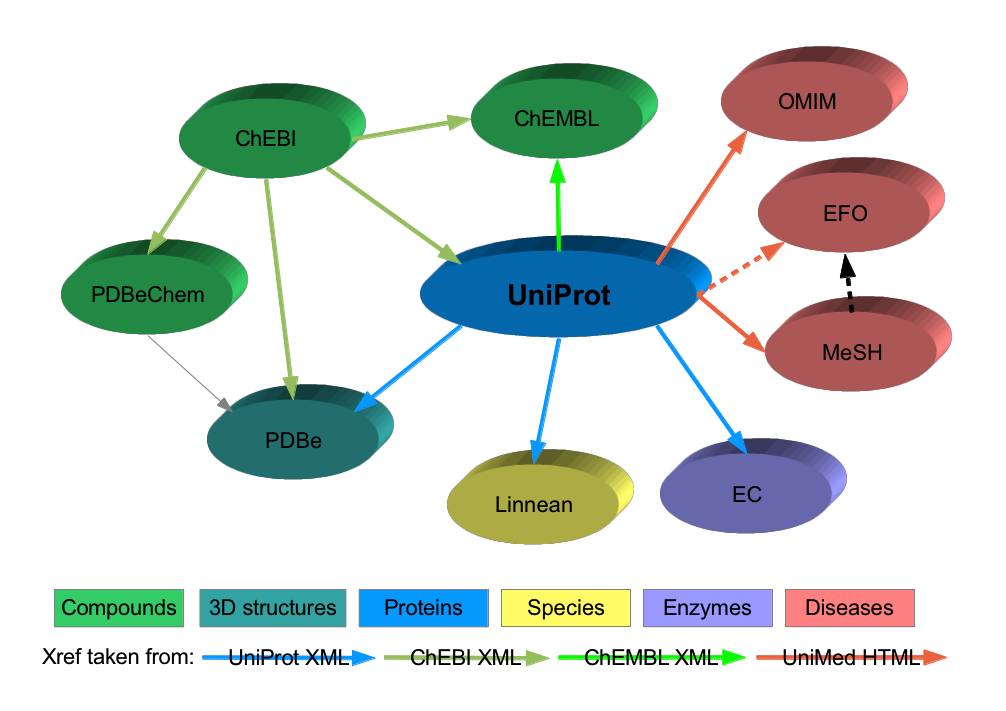 OMIM
ChEMBL
ChEBI
EFO
PDBeChem
UniProt
MeSH
PDBe
Linnean
EC
Compounds
3D structures
Proteins
Species
Enzymes
Diseases
Xref taken from:
UniProt XML
ChEBI XML
ChEMBL XML
UniMed HTML